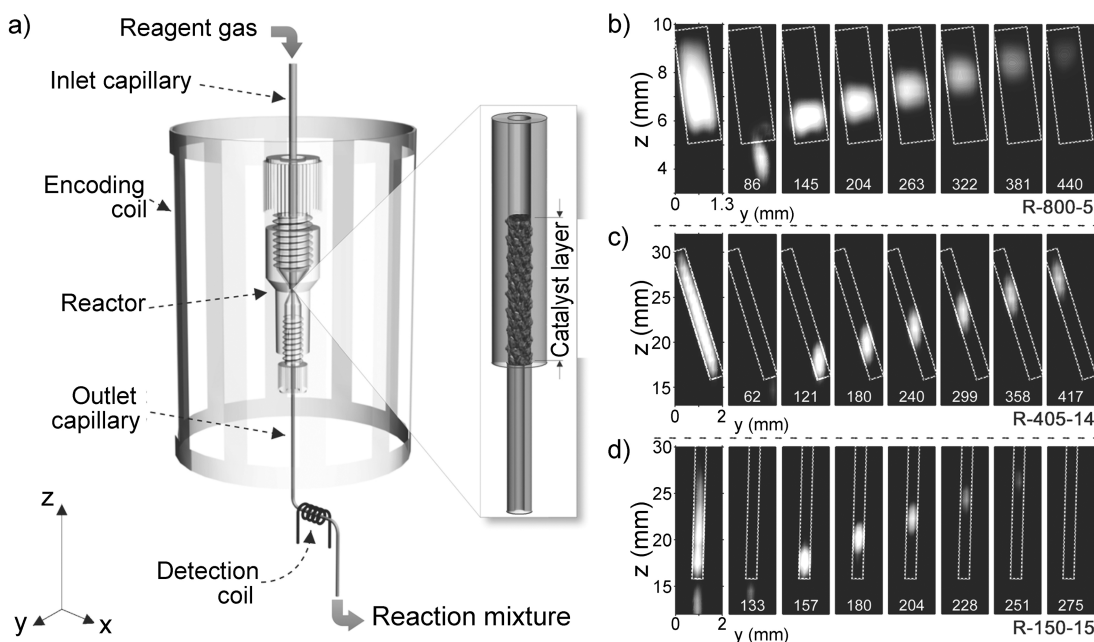 a)
Reagent gas
Inlet capillary
Encoding
coil
Reactor
Outlet
capillary
Detection
coil
Reaction mixture
Catalyst layer
z
y
x
b)
10
8
6
4
z (mm)
86
145
204
263
322
381
440
0
1.3
y (mm)
R-800-5
c)
30
25
20
15
z (mm)
62
121
180
240
299
358
417
0
2
y (mm)
R-405-14
d)
30
25
20
15
z (mm)
133
157
180
204
228
251
275
0
2
y (mm)
R-150-15